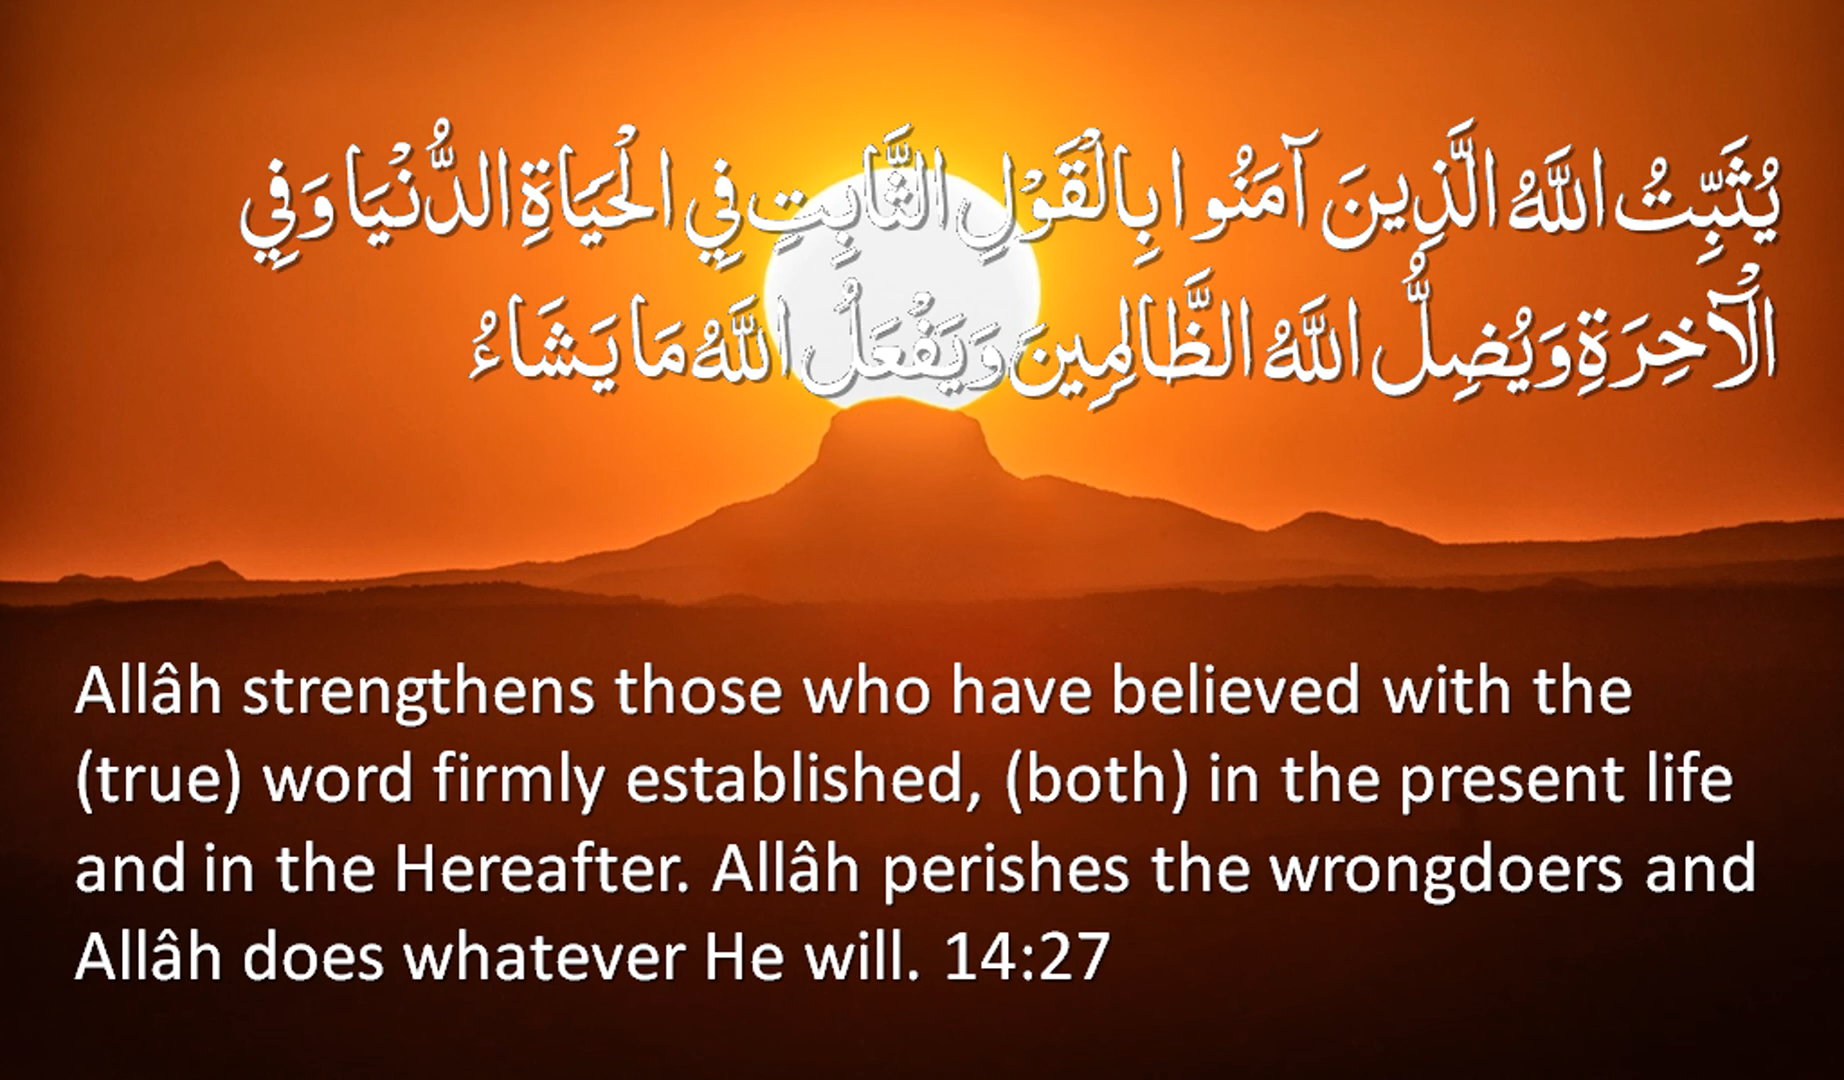 يُثَبِّتُ اللَّهُ الَّذِينَ آمَنُوا بِالْقَوْلِ الثَّابِتِ فِي الْحَيَاةِ الدُّنْيَا وَفِي
الْآخِرَةِ وَيُضِلُّ اللَّهُ الظَّالِمِينَ وَيَفْعَلُ اللَّهُ مَا يَشَاءُ
Allâh strengthens those who have believed with the
(true) word firmly established, (both) in the present life
and in the Hereafter. Allâh perishes the wrongdoers and
Allâh does whatever He will. 14:27